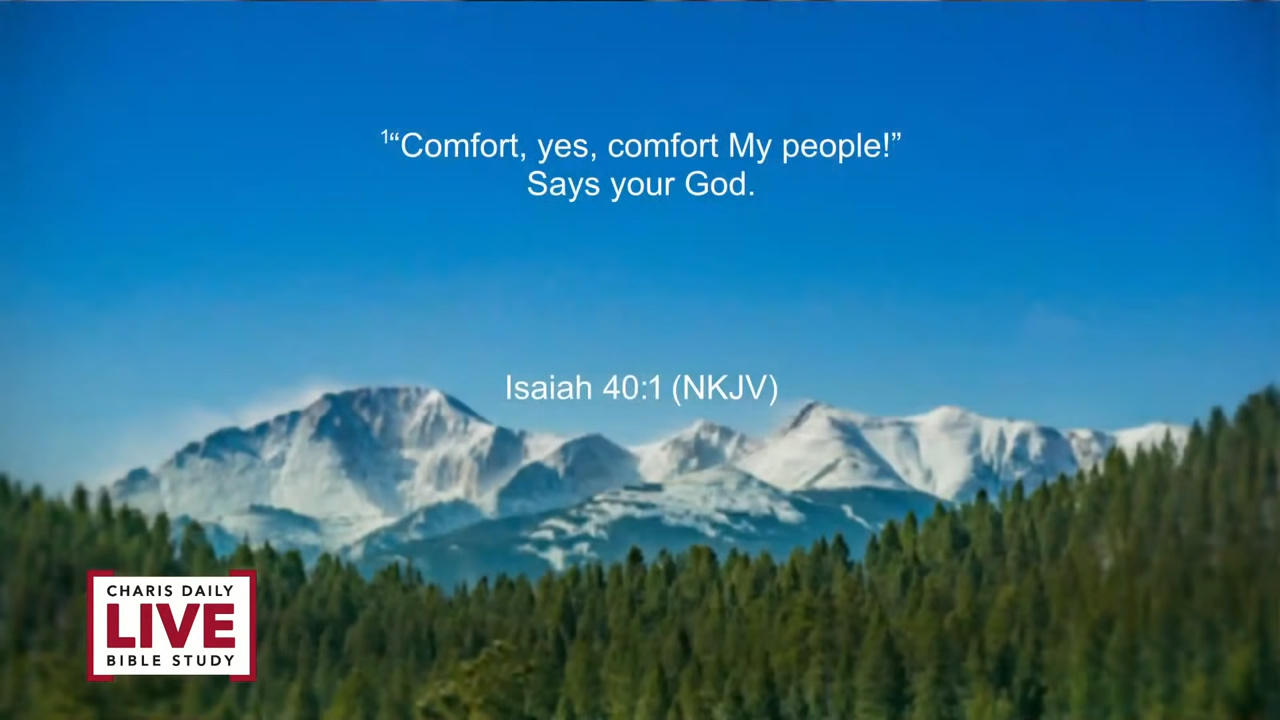 ¹“Comfort, yes, comfort My people!”
Says your God.
Isaiah 40:1 (NKJV)
CHARIS DAILY
LIVE
BIBLE STUDY